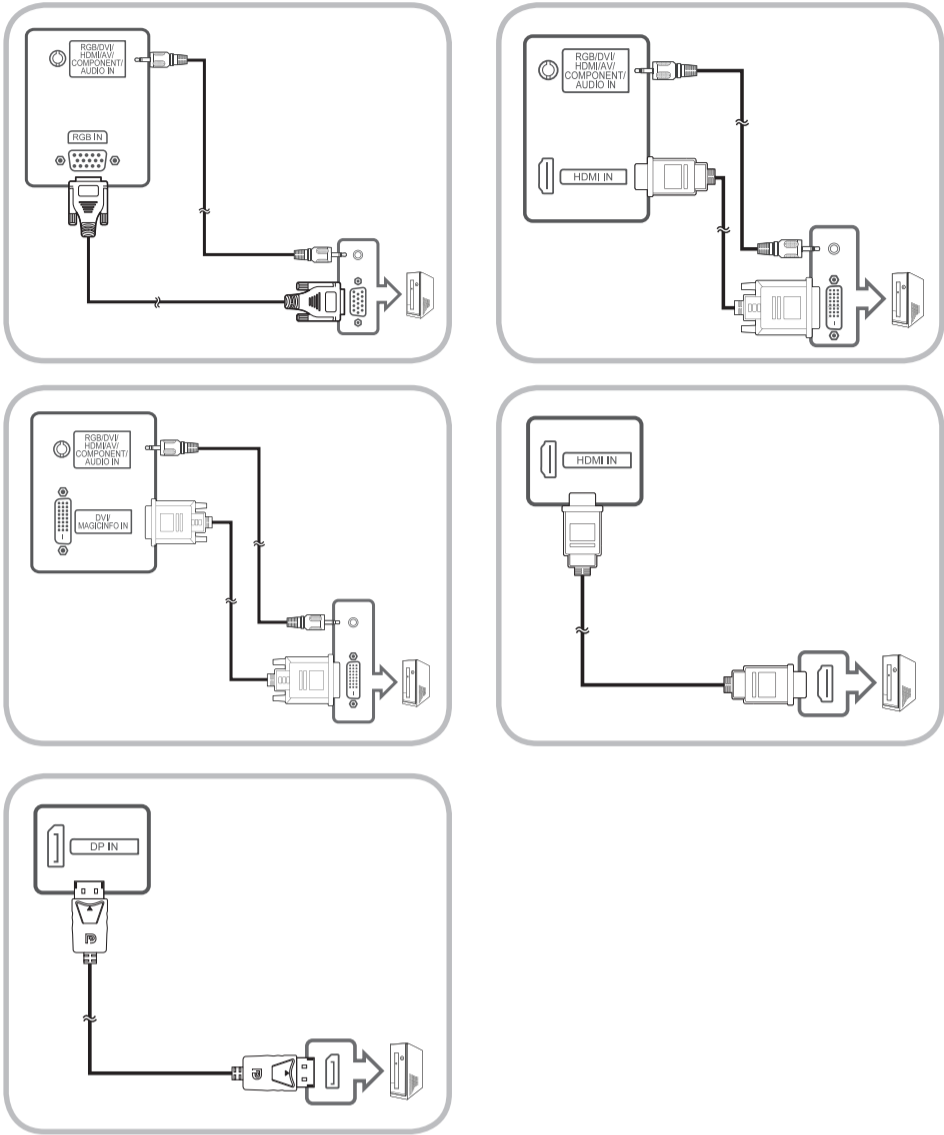 RGB/DVI/
HDMI/AV/
COMPONENT/
AUDIO IN
RGB IN
RGB/DVI/
HDMI/AV/
COMPONENT/
AUDIO IN
HDMI IN
RGB/DVI/
HDMI/AV/
COMPONENT/
AUDIO IN
DVI/
MAGICINFO IN
HDMI IN
DP IN